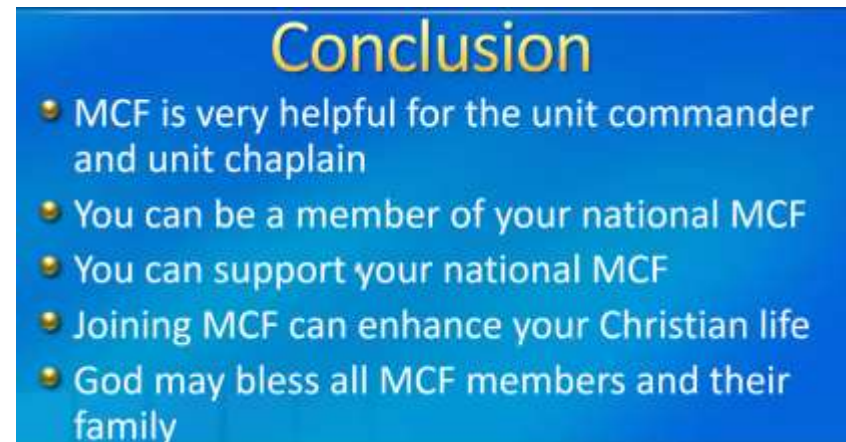 Conclusion
MCF is very helpful for the unit commander
and unit chaplain
You can be a member of your national MCF
You can support your national MCF
Joining MCF can enhance your Christian life
God may bless all MCF members and their
family